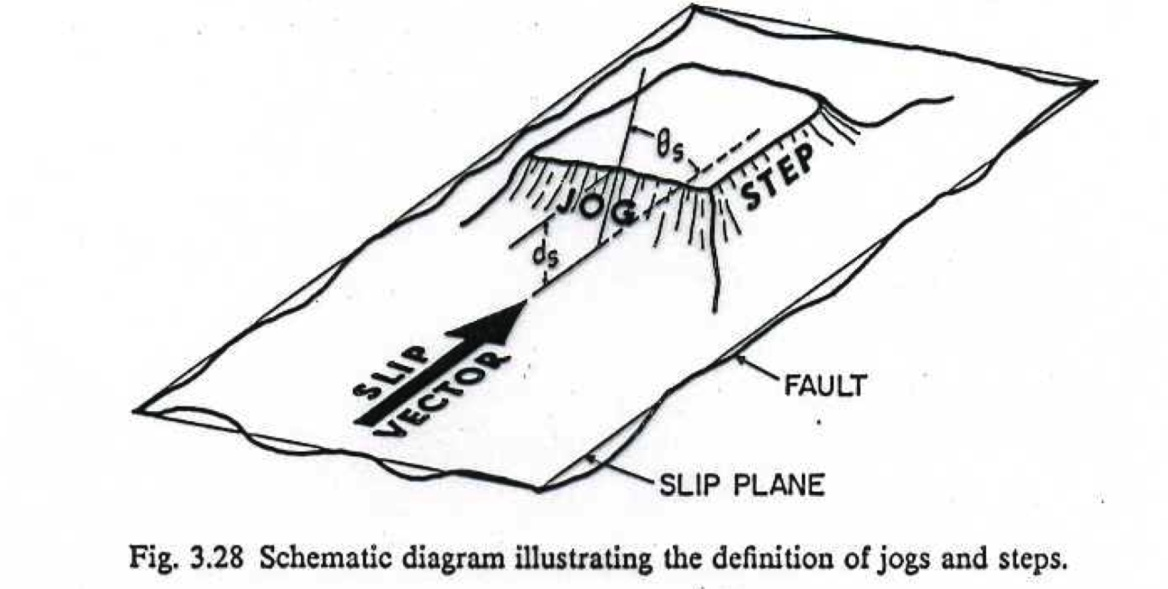 θs
JOG
STEP
ds
SLIP
VECTOR
FAULT
SLIP PLANE
Fig. 3.28 Schematic diagram illustrating the definition of jogs and steps.